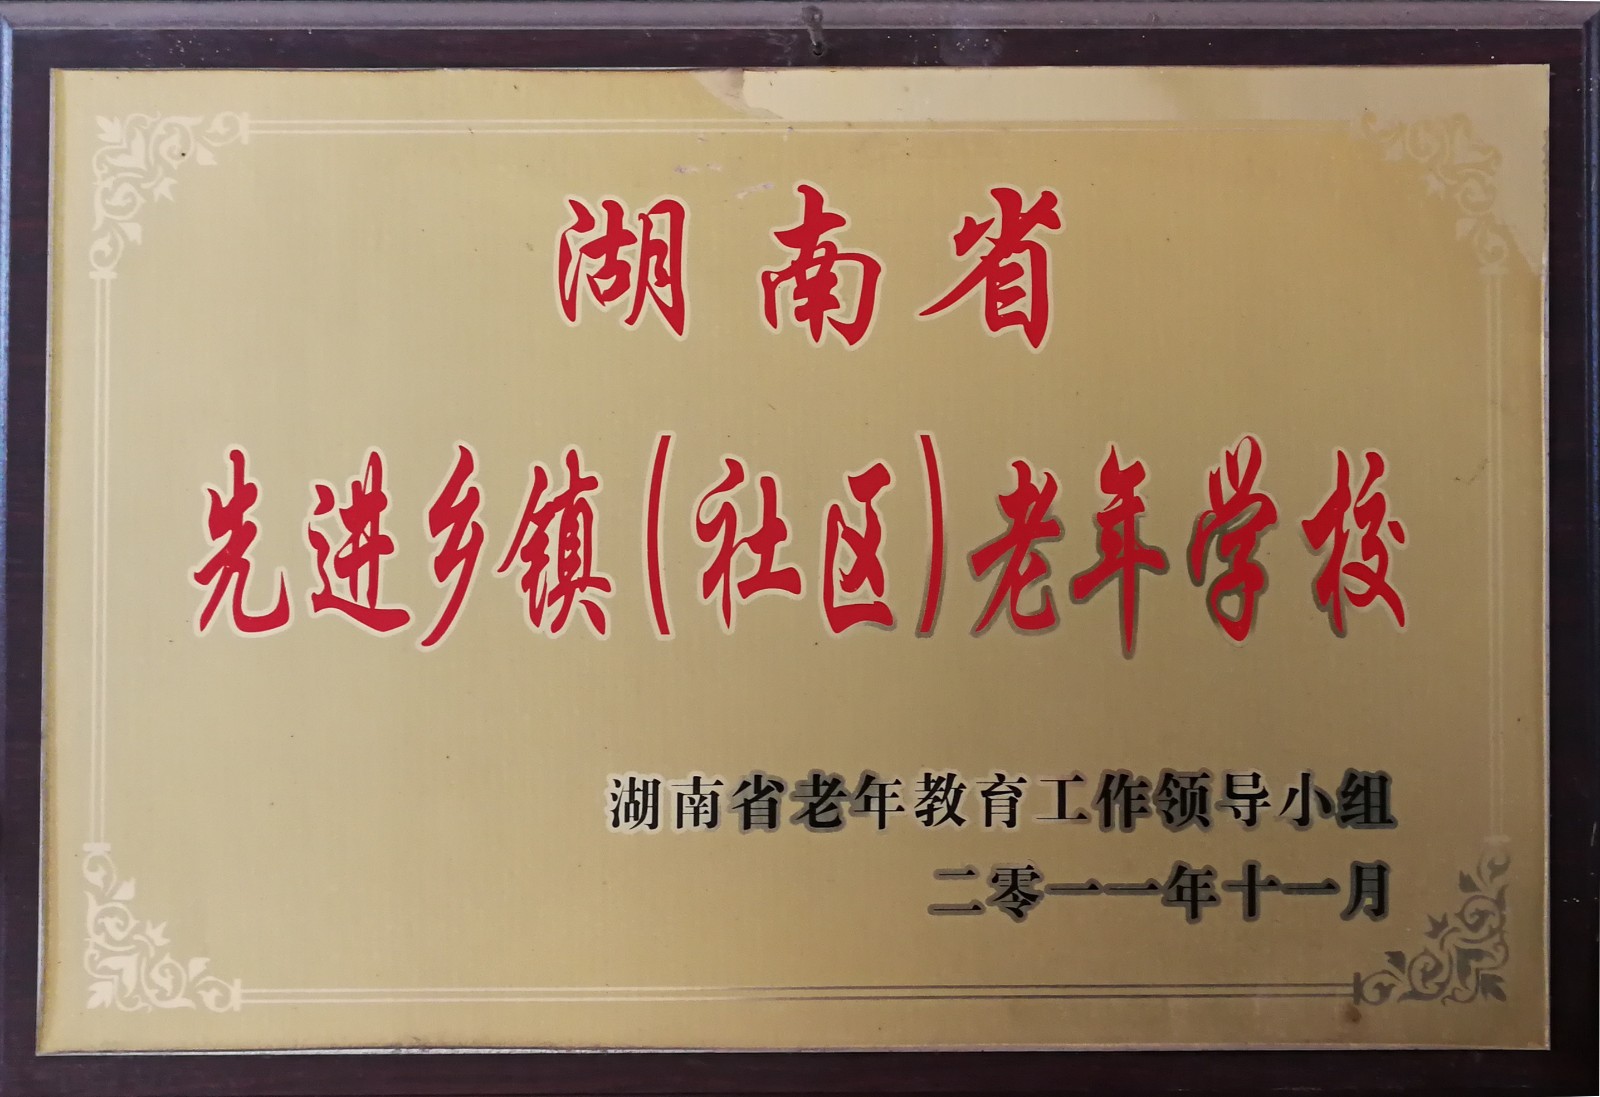 湖南省
先进乡镇(社区)老年学校
湖南省老年教育工作领导小组
二零一一年十一月